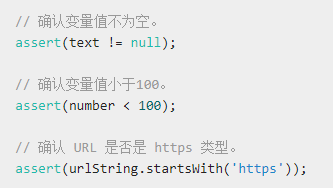 // 确认变量值不为空。
assert(text != null);
// 确认变量值小于100。
assert(number < 100);
// 确认 URL 是否是 https 类型。
assert(urlString.startsWith('https'));